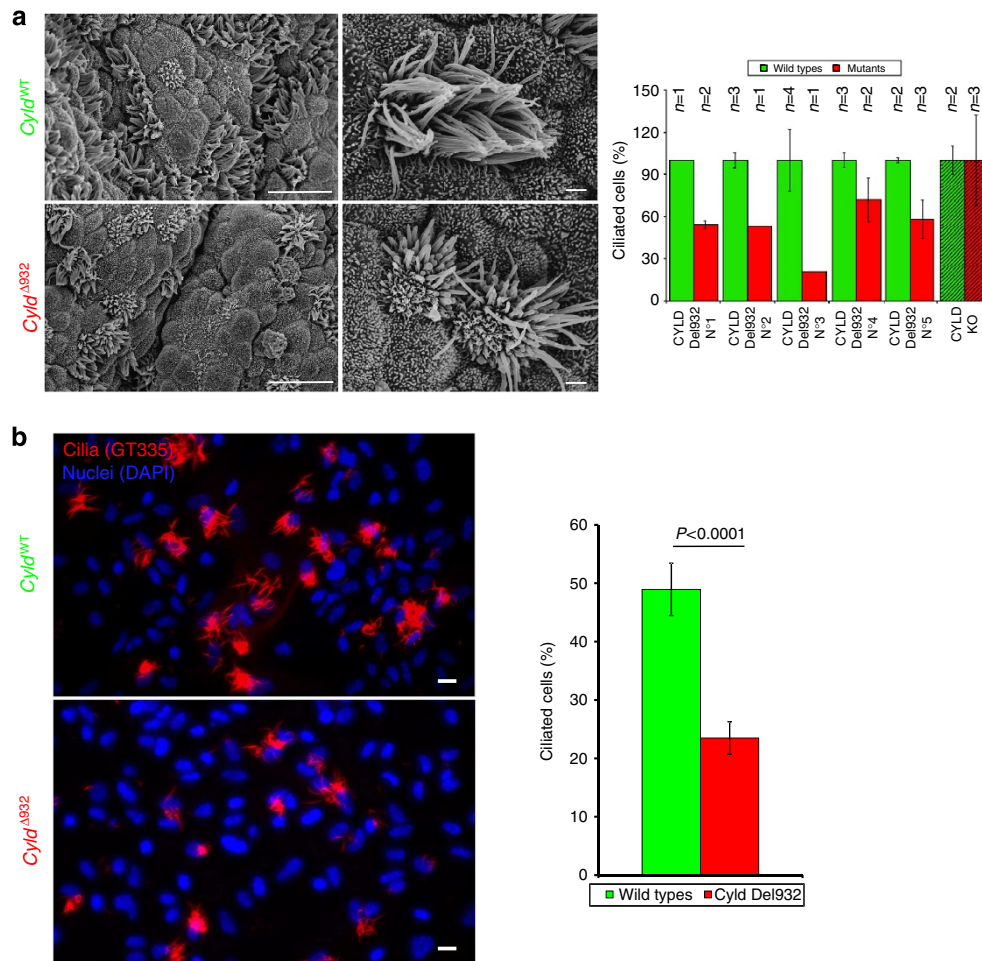 a
Cyld^WT
Cyld^Δ932
Wild types Mutants
n=1 n=2 n=3 n=1 n=4 n=1 n=3 n=2 n=2 n=3 n=2 n=3
Ciliated cells (%)
150
120
90
60
30
0
CYLD Del932 N°1
CYLD Del932 N°2
CYLD Del932 N°3
CYLD Del932 N°4
CYLD Del932 N°5
CYLD KO
b
Cilia (GT335)
Nuclei (DAPI)
Cyld^WT
Cyld^Δ932
P<0.0001
Ciliated cells (%)
60
50
40
30
20
10
0
Wild types Cyld Del932